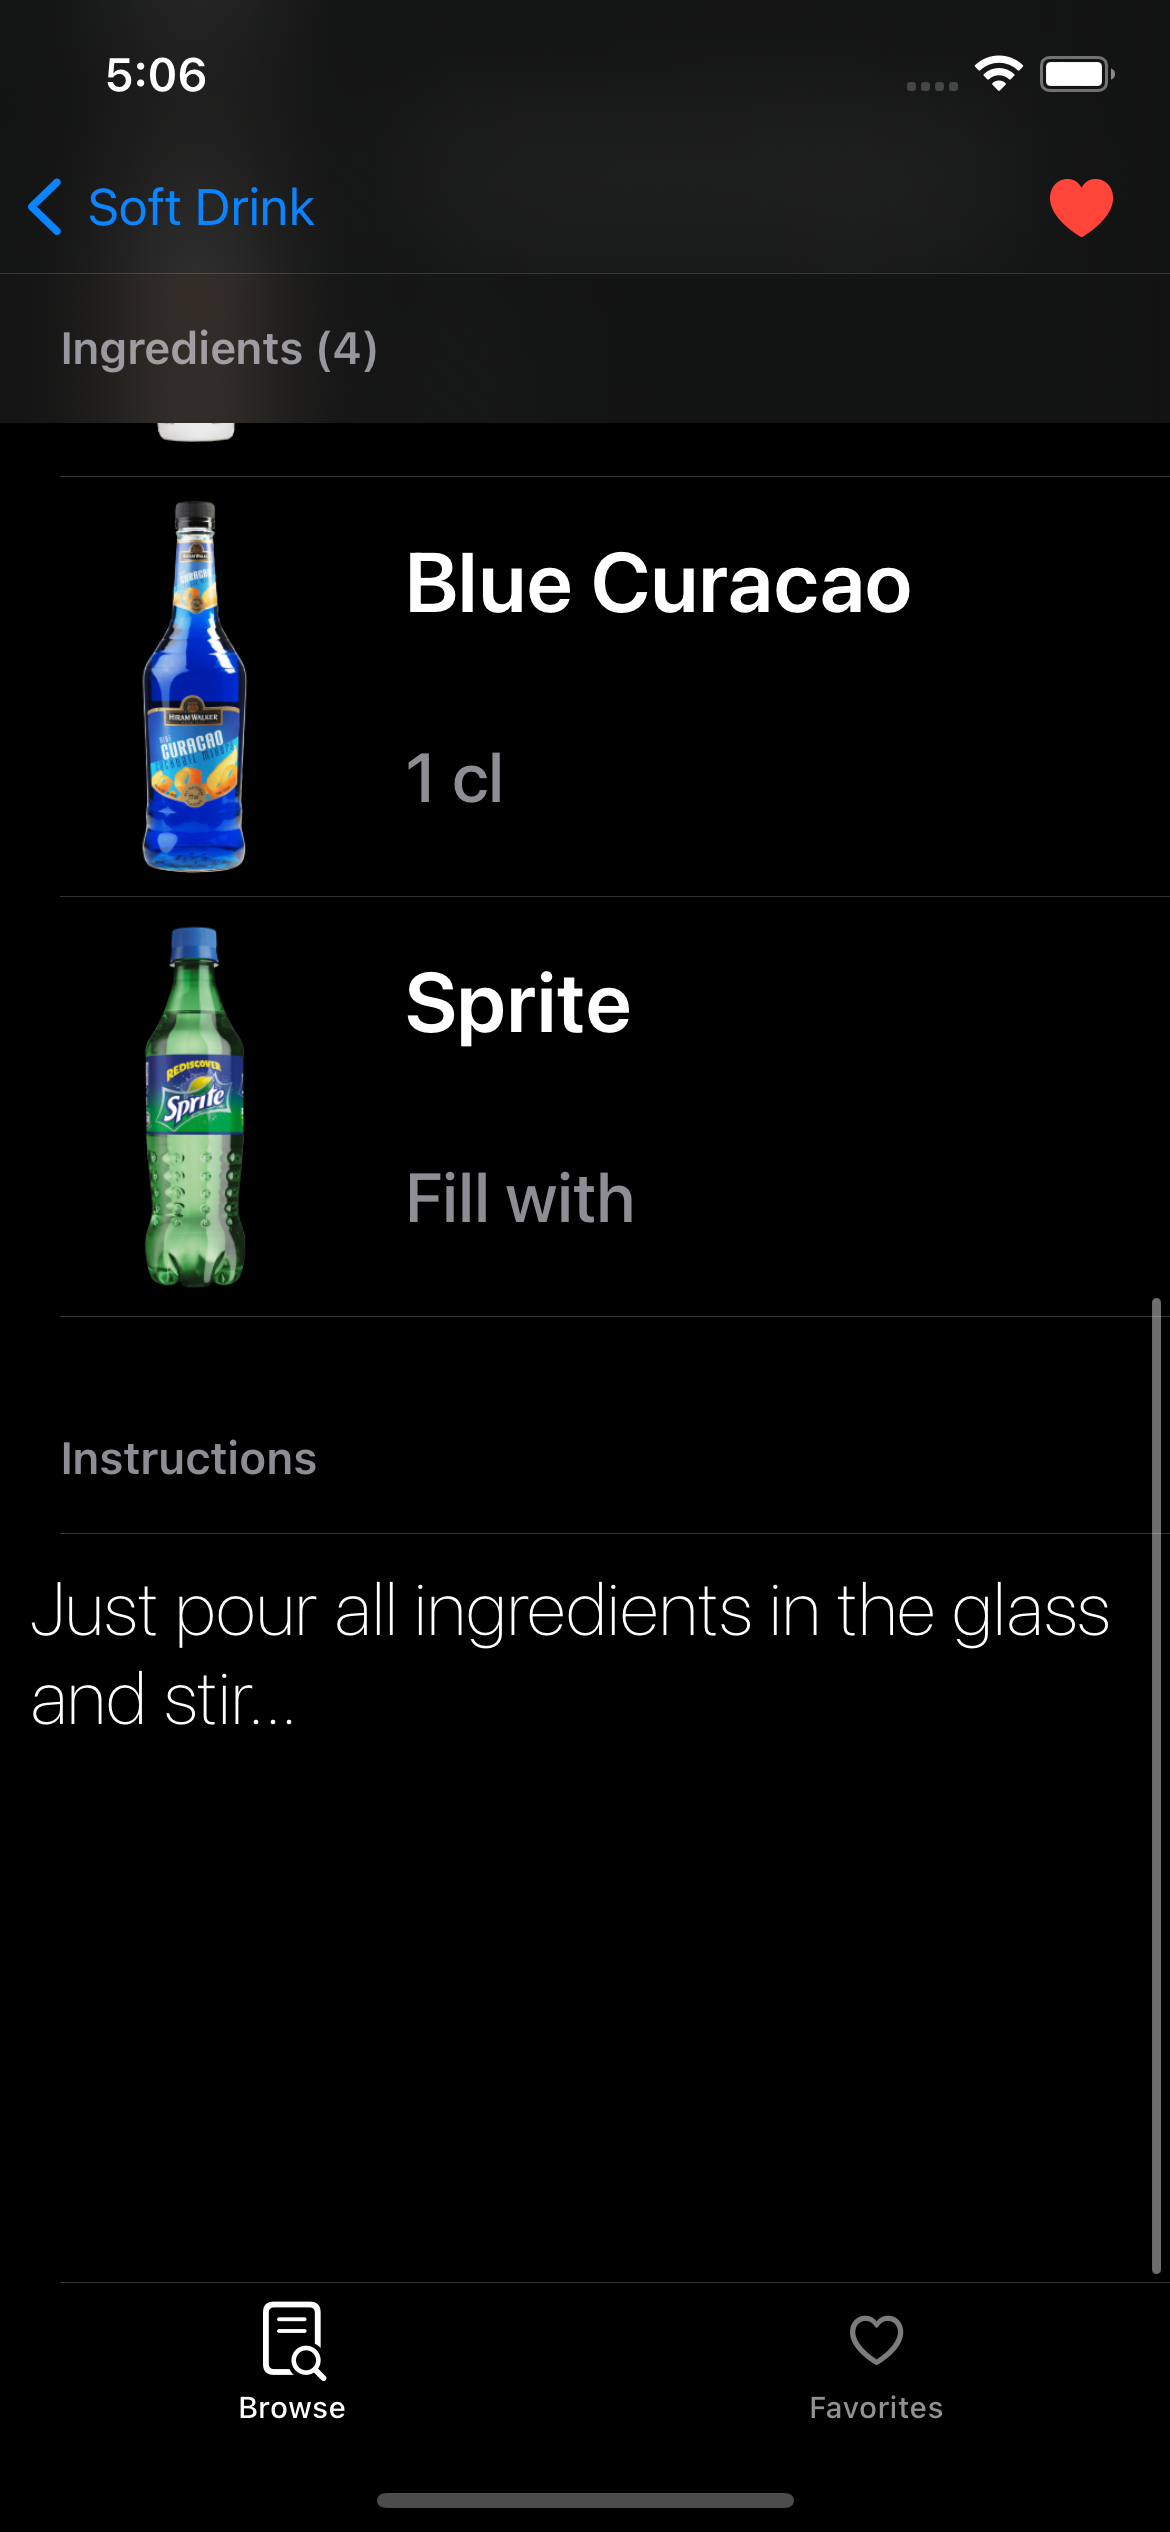 5:06
Soft Drink
Ingredients (4)
Blue Curacao
HIRAM WALKER
CURACAO
1 cl
Sprite
REDISCOVER
Sprite
Fill with
Instructions
Just pour all ingredients in the glass
and stir...
Browse
Favorites